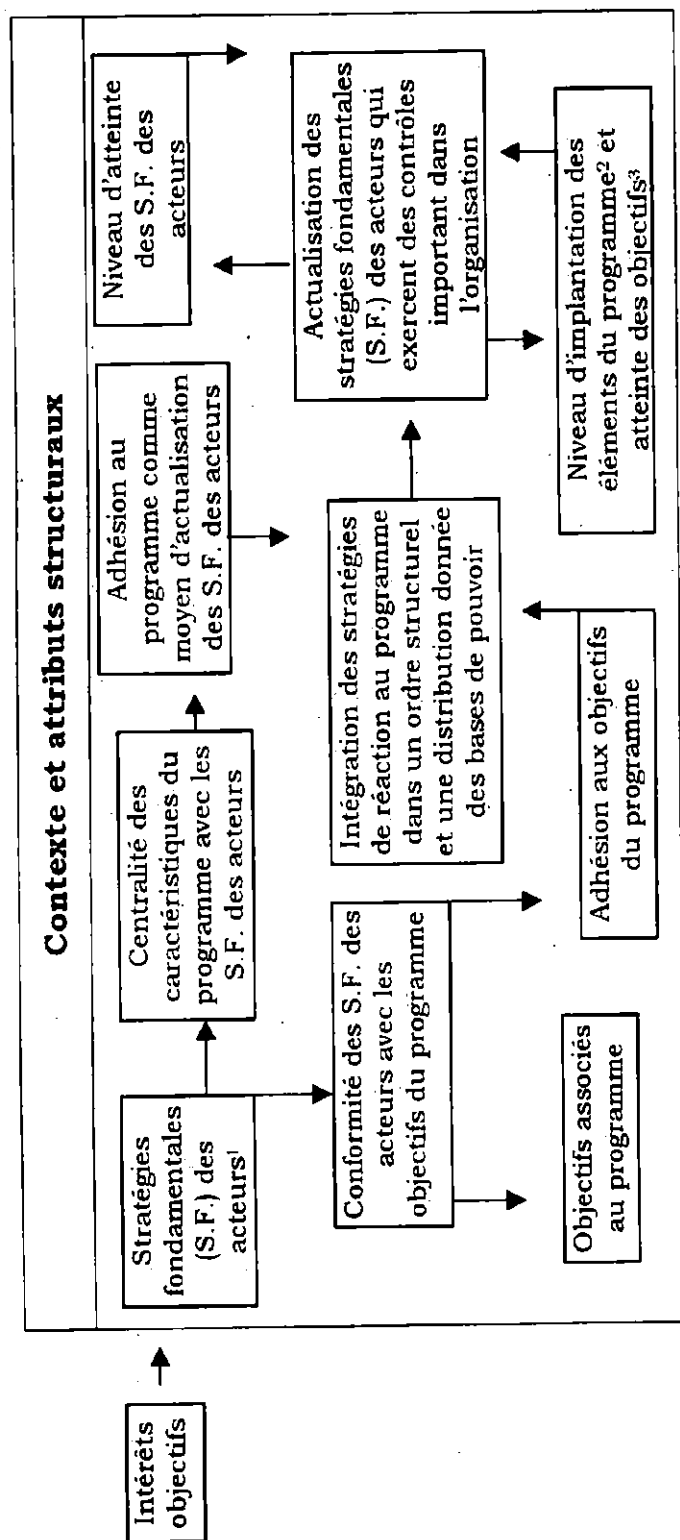 Contexte et attributs structuraux
Intérêts
objectifs
Stratégies
fondamentales
(S.F.) des
acteurs¹
Centralité des
caractéristiques du
programme avec les
S.F. des acteurs
Adhésion au
programme comme
moyen d'actualisation
des S.F. des acteurs
Niveau d'atteinte
des S.F. des
acteurs
Conformité des S.F. des
acteurs avec les
objectifs du programme
Intégration des stratégies
de réaction au programme
dans un ordre structurel
et une distribution donnée
des bases de pouvoir
Actualisation des
stratégies fondamentales
(S.F.) des acteurs qui
exercent des contrôles
important dans
l'organisation
Objectifs associés
au programme
Adhésion aux objectifs
du programme
Niveau d'implantation des
éléments du programme² et
atteinte des objectifs³